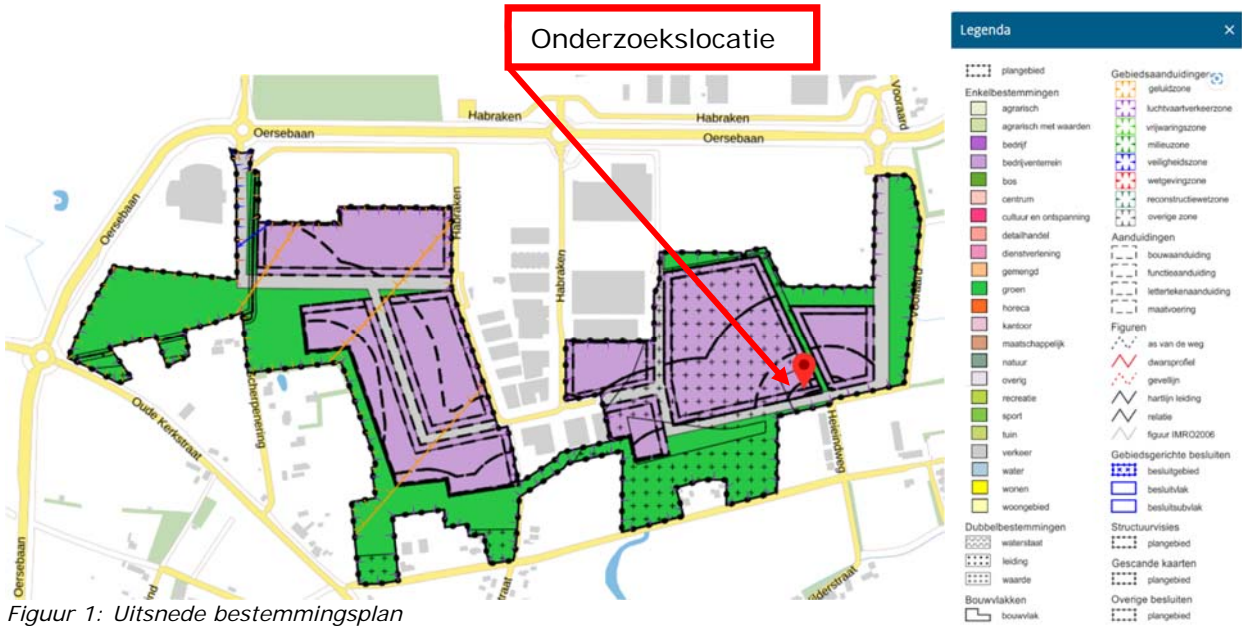 Onderzoekslocatie
Habraken
Habraken
Vooraard
Oersebaan
Oersebaan
Oersebaan
Habraken
Habraken
Vooraard
Oude Kerkstraat
Heieindweg
Oersebaan
Figuur 1: Uitsnede bestemmingsplan
Legenda
plangebied
Enkelbestemmingen
agrarisch
agrarisch met waarden
bedrijf
bedrijventerrein
bos
centrum
cultuur en ontspanning
detailhandel
dienstverlening
gemengd
groen
horeca
kantoor
maatschappelijk
natuur
overig
recreatie
sport
tuin
verkeer
water
wonen
woongebied
Dubbelbestemmingen
waterstaat
leiding
waarde
Bouwvlakken
bouwvlak
Gebiedsaanduidingen
geluidzone
luchtvaartverkeerzone
vrijwaringszone
milieuzone
veiligheidszone
wetgevingzone
reconstructiewetzone
overige zone
Aanduidingen
bouwaanduiding
functieaanduiding
lettertekenaanduiding
maatvoering
Figuren
as van de weg
dwarsprofiel
gevellijn
hartlijn leiding
relatie
figuur IMRO2006
Gebiedsgerichte besluiten
besluitgebied
besluitvlak
besluitsubvlak
Structuurvisies
plangebied
Gescande kaarten
plangebied
Overige besluiten
plangebied